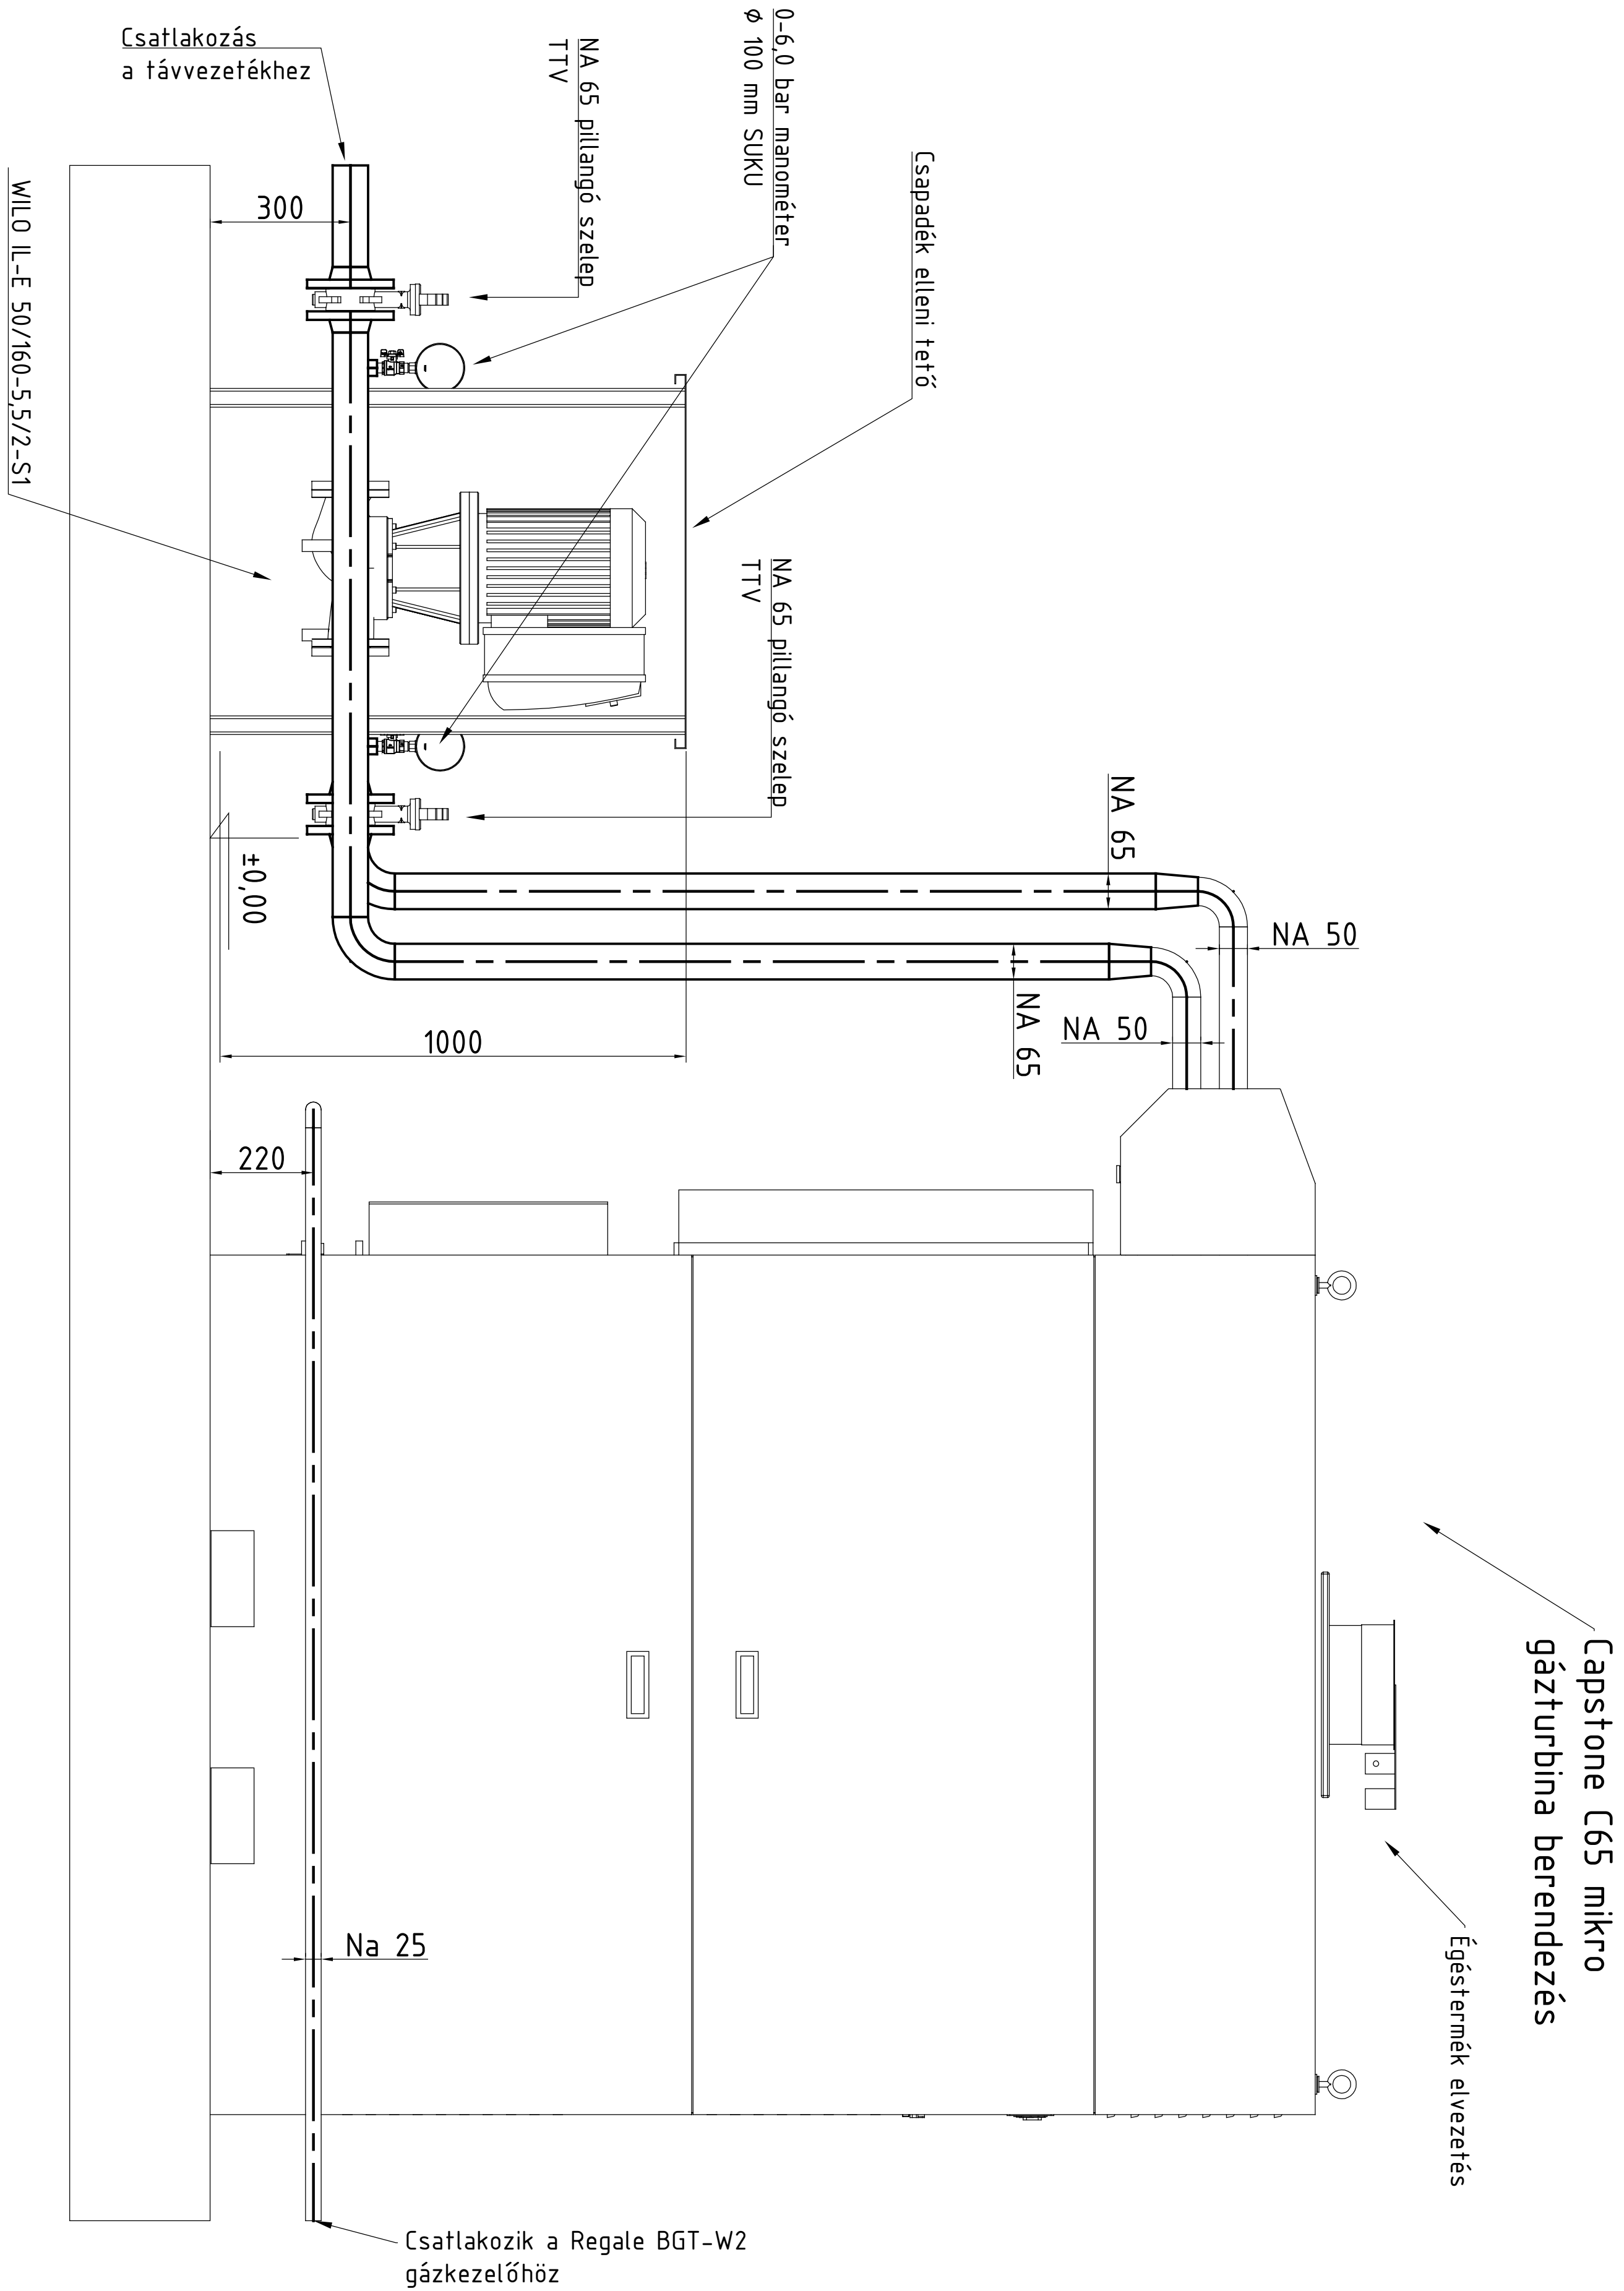 Csatlakozás
a távvezetékhez
NA 65 pillangó szelep
TTV
0-6,0 bar manométer
ϕ 100 mm SUKU
Csapadék elleni tető
WILO IL-E 50/160-5,5/2-S1
300
NA 65 pillangó szelep
TTV
±0,00
NA 65
NA 50
NA 65
NA 50
1000
220
Capstone C65 mikro
gázturbina berendezés
Égéstermék elvezetés
Na 25
Csatlakozik a Regale BGT-W2
gázkezelőhöz